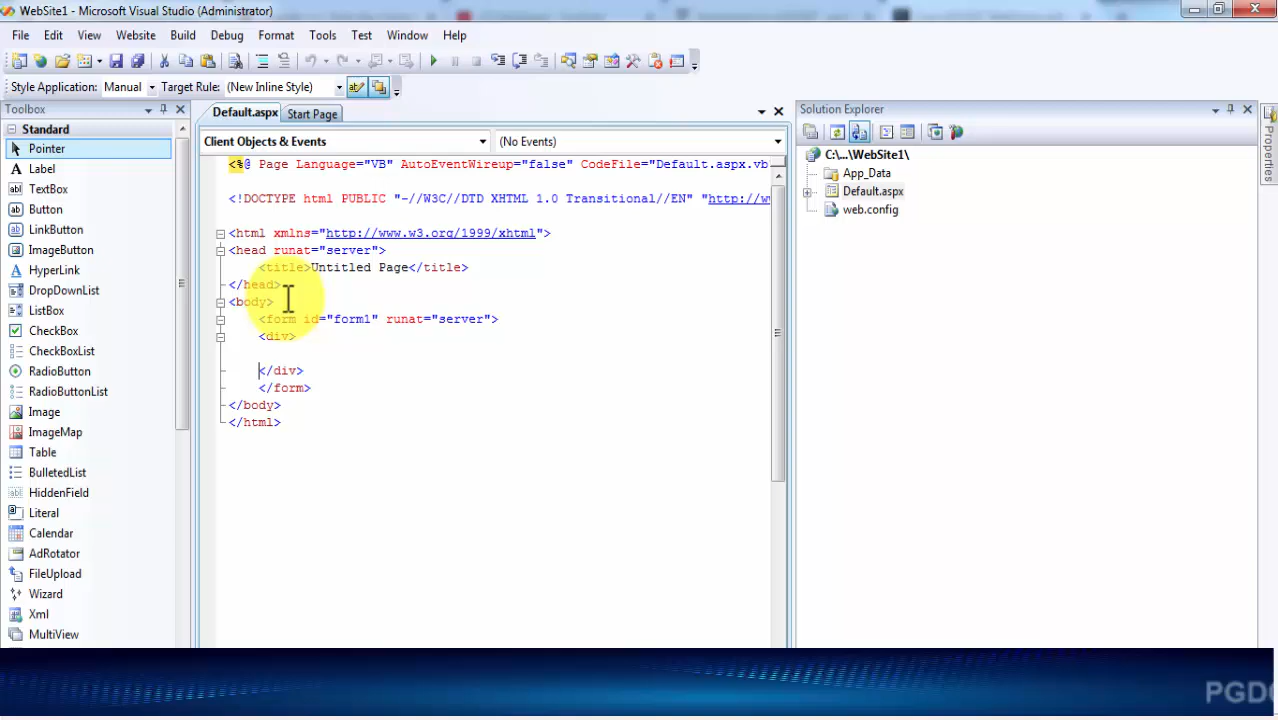 WebSite1 - Microsoft Visual Studio (Administrator)
File Edit View Website Build Debug Format Tools Test Window Help
Style Application: Manual Target Rule: (New Inline Style)
Toolbox
Standard
Pointer
Label
TextBox
Button
LinkButton
ImageButton
HyperLink
DropDownList
ListBox
CheckBox
CheckBoxList
RadioButton
RadioButtonList
Image
ImageMap
Table
BulletedList
HiddenField
Literal
Calendar
AdRotator
FileUpload
Wizard
Xml
MultiView
Default.aspx Start Page
Client Objects & Events (No Events)
<%@ Page Language="VB" AutoEventWireup="false" CodeFile="Default.aspx.vb
<!DOCTYPE html PUBLIC "-//W3C//DTD XHTML 1.0 Transitional//EN" "http://w
<html xmlns="http://www.w3.org/1999/xhtml">
<head runat="server">
<title>Untitled Page</title>
</head>
<body>
<form id="form1" runat="server">
<div>
</div>
</form>
</body>
</html>
Solution Explorer
C:\...\WebSite1\
App_Data
Default.aspx
web.config
Properties